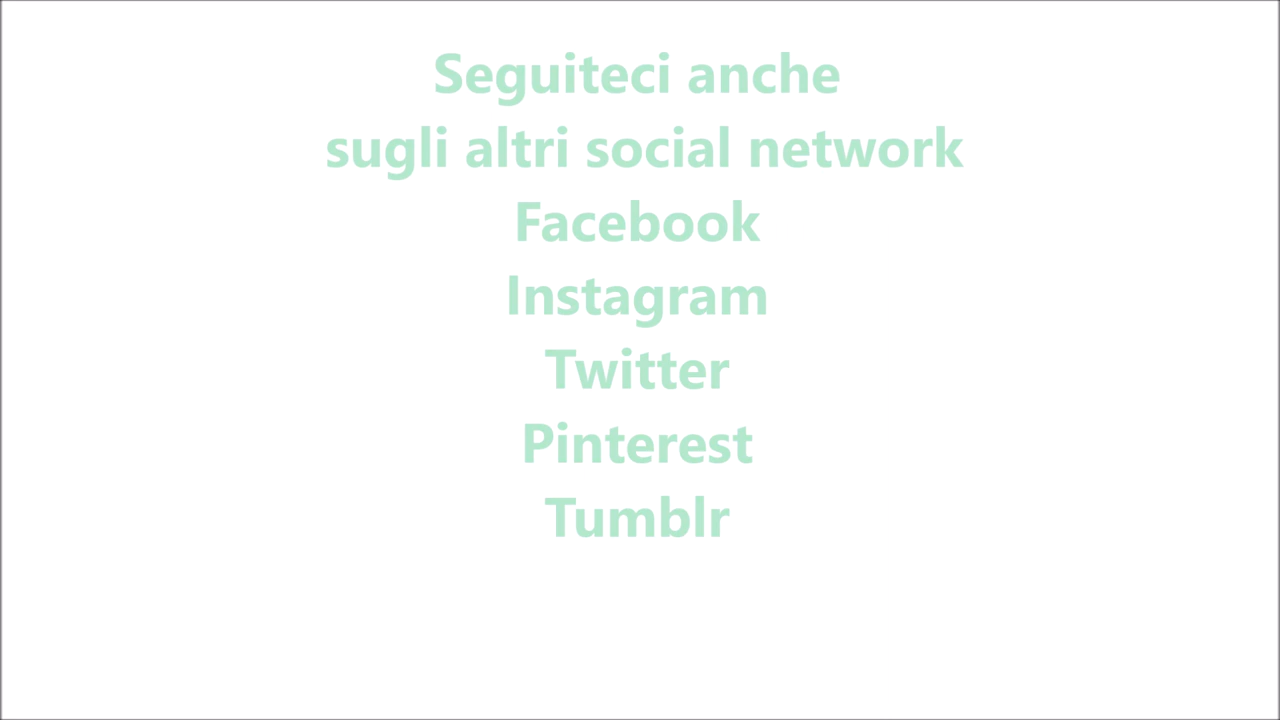 Seguiteci anche
sugli altri social network
Facebook
Instagram
Twitter
Pinterest
Tumblr